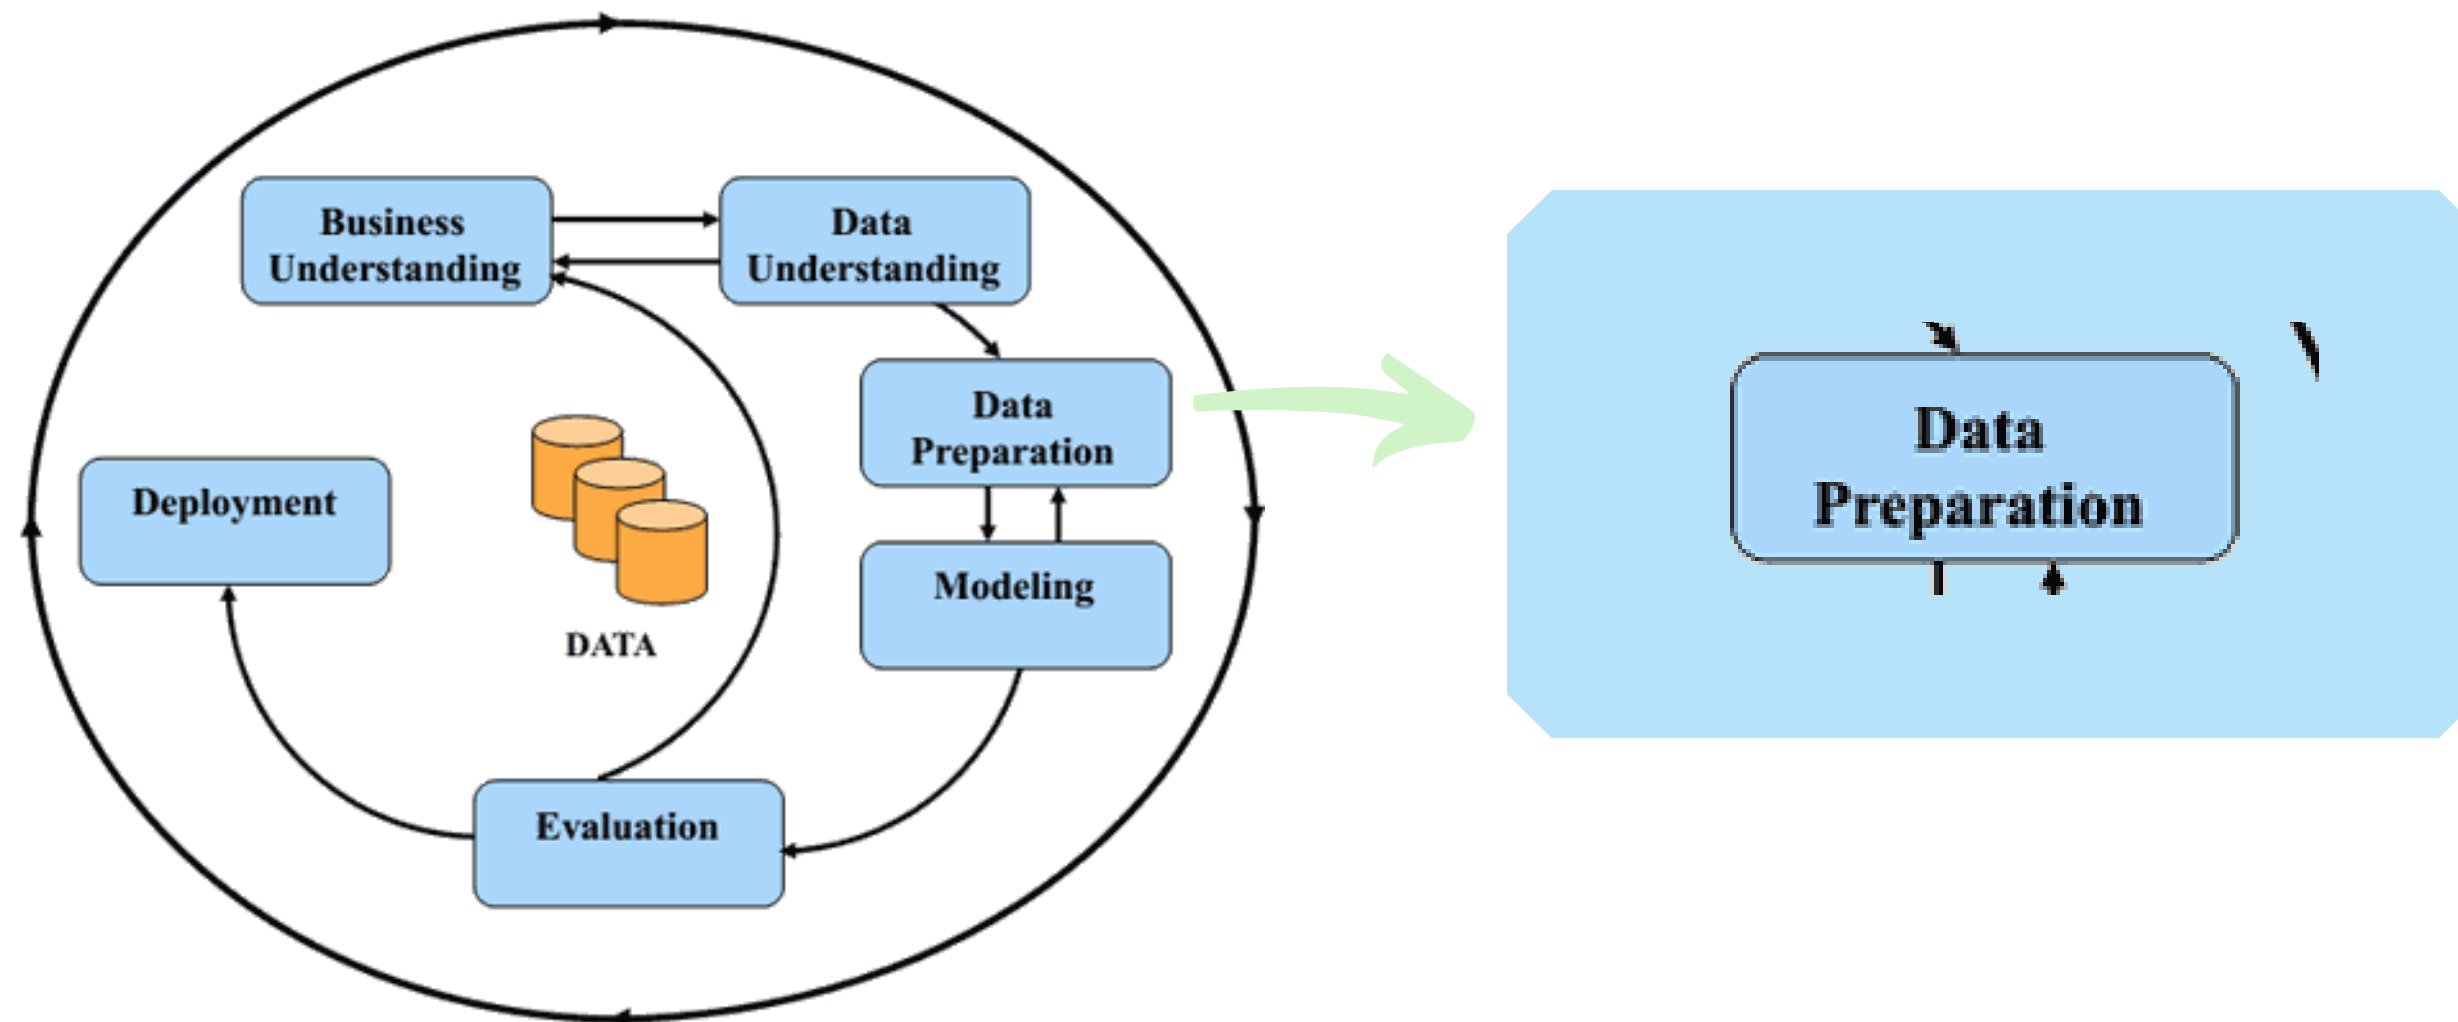 Business
Understanding
Data
Understanding
Data
Preparation
Modeling
Evaluation
Deployment
DATA
Data
Preparation